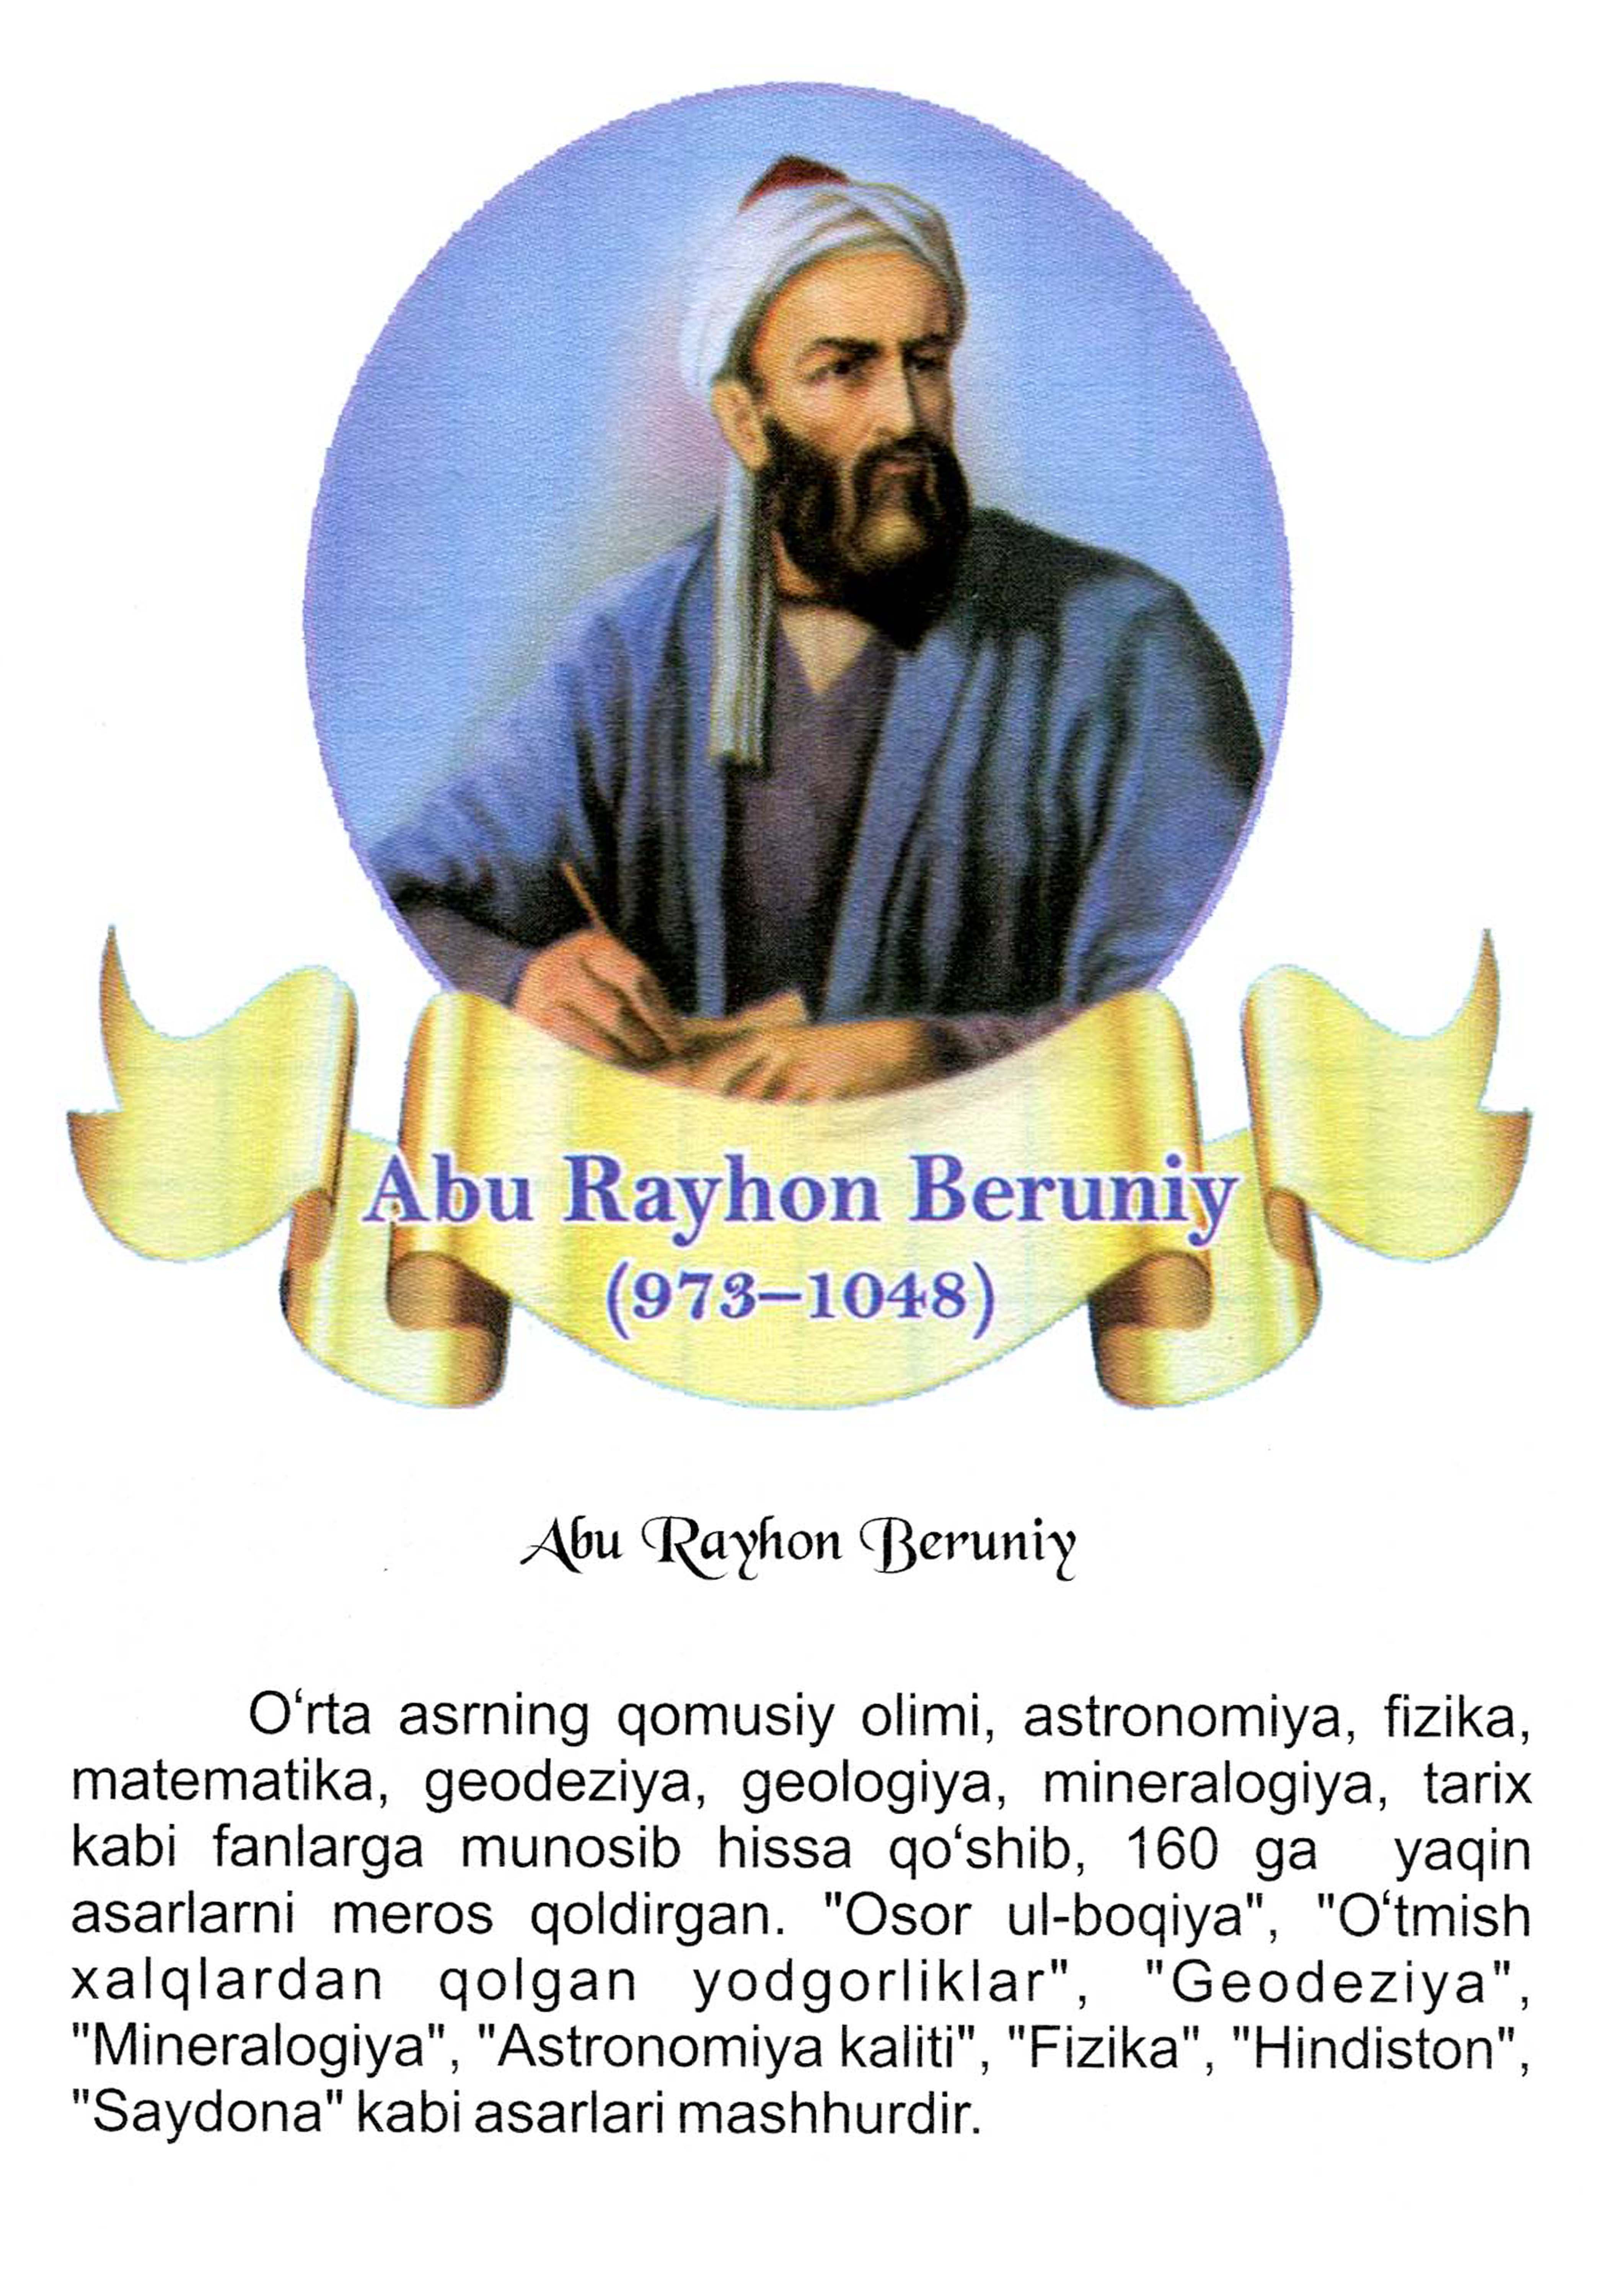 Abu Rayhon Beruniy
(973–1048)
Abu Rayhon Beruniy
O‘rta asrning qomusiy olimi, astronomiya, fizika,
matematika, geodeziya, geologiya, mineralogiya, tarix
kabi fanlarga munosib hissa qo‘shib, 160 ga yaqin
asarlarni meros qoldirgan. "Osor ul-boqiya", "O‘tmish
xalqlardan qolgan yodgorliklar", "Geodeziya",
"Mineralogiya", "Astronomiya kaliti", "Fizika", "Hindiston",
"Saydona" kabi asarlari mashhurdir.